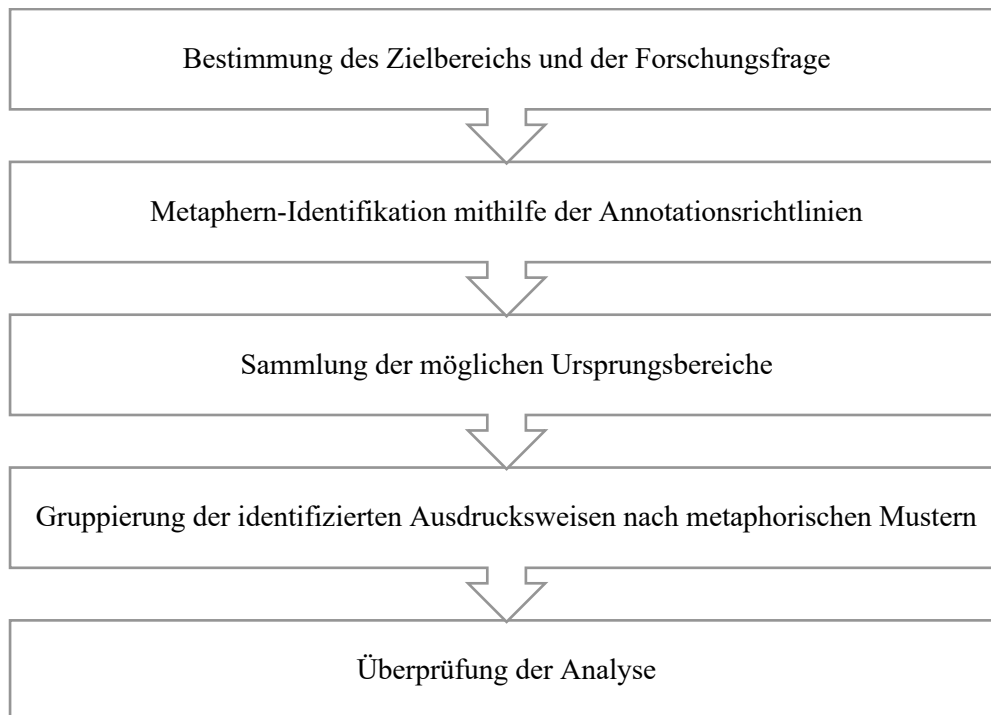 Bestimmung des Zielbereichs und der Forschungsfrage
Metaphern-Identifikation mithilfe der Annotationsrichtlinien
Sammlung der möglichen Ursprungsbereiche
Gruppierung der identifizierten Ausdrucksweisen nach metaphorischen Mustern
Überprüfung der Analyse